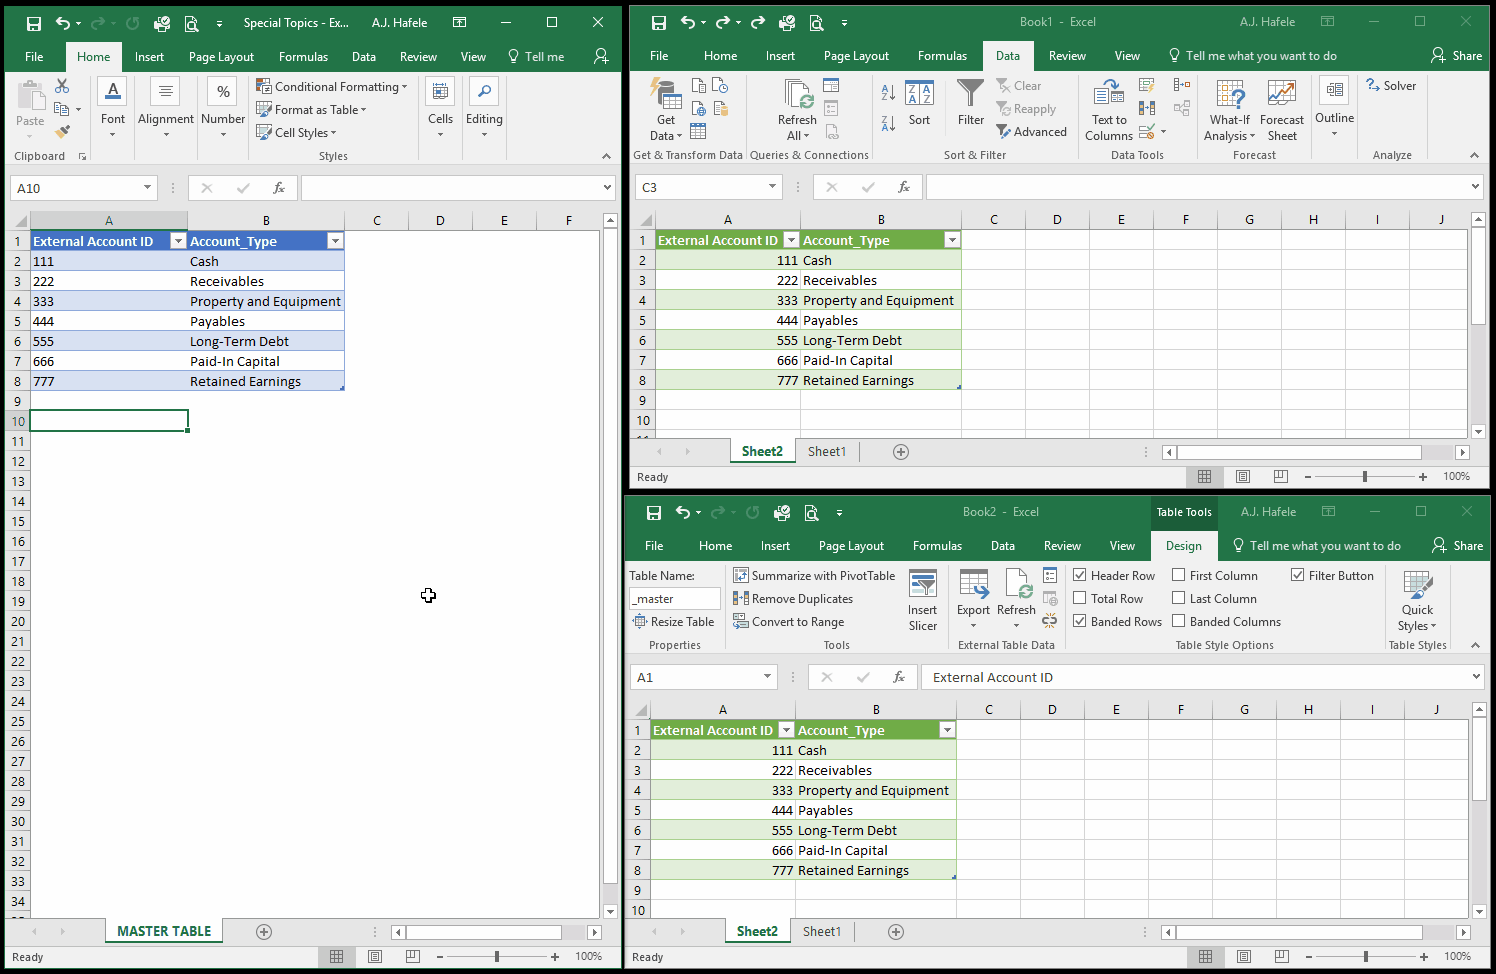 Special Topics - Ex... A.J. Hafele
File Home Insert Page Layout Formulas Data Review View Tell me
Paste Font Alignment Number Conditional Formatting Format as Table Cell Styles Cells Editing
% 
Clipboard Styles
A10 fx
A B C D E F
1 External Account ID Account_Type
2 111 Cash
3 222 Receivables
4 333 Property and Equipment
5 444 Payables
6 555 Long-Term Debt
7 666 Paid-In Capital
8 777 Retained Earnings
9
10
11
12
13
14
15
16
17
18
19
20
21
22
23
24
25
26
27
28
29
30
31
32
33
34
MASTER TABLE
Ready 100%
Book1 - Excel A.J. Hafele
File Home Insert Page Layout Formulas Data Review View Tell me what you want to do Share
Get Data Refresh All Sort Filter Clear Reapply Advanced Text to Columns What-If Analysis Forecast Sheet Outline Solver
Get & Transform Data Queries & Connections Sort & Filter Data Tools Forecast Analyze
C3 fx
A B C D E F G H I J
1 External Account ID Account_Type
2 111 Cash
3 222 Receivables
4 333 Property and Equipment
5 444 Payables
6 555 Long-Term Debt
7 666 Paid-In Capital
8 777 Retained Earnings
9
10
Sheet2 Sheet1
Ready 100%
Book2 - Excel Table Tools A.J. Hafele
File Home Insert Page Layout Formulas Data Review View Design Tell me what you want to do Share
Table Name: Summarize with PivotTable Header Row First Column Filter Button
_master Remove Duplicates Insert Slicer Export Refresh Total Row Last Column Quick Styles
Resize Table Convert to Range Banded Rows Banded Columns
Properties Tools External Table Data Table Style Options Table Styles
A1 fx External Account ID
A B C D E F G H I J
1 External Account ID Account_Type
2 111 Cash
3 222 Receivables
4 333 Property and Equipment
5 444 Payables
6 555 Long-Term Debt
7 666 Paid-In Capital
8 777 Retained Earnings
9
10
Sheet2 Sheet1
Ready 100%